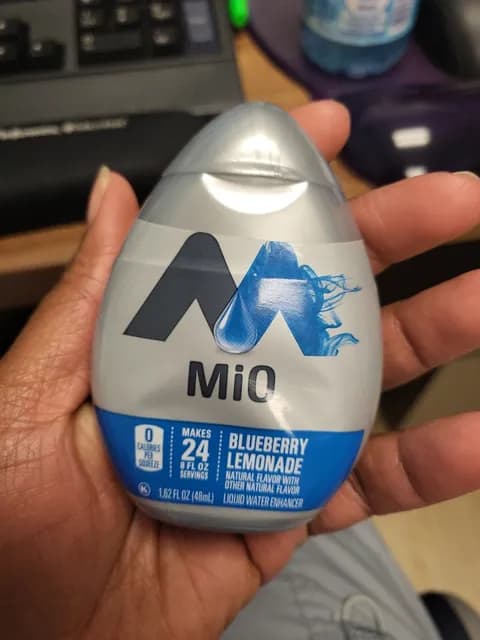 MiO
0
CALORIES
PER
SQUEEZE
MAKES
24
8 FL OZ
SERVINGS
BLUEBERRY
LEMONADE
NATURAL FLAVOR WITH
OTHER NATURAL FLAVOR
K
1.62 FL OZ (48mL)
LIQUID WATER ENHANCER